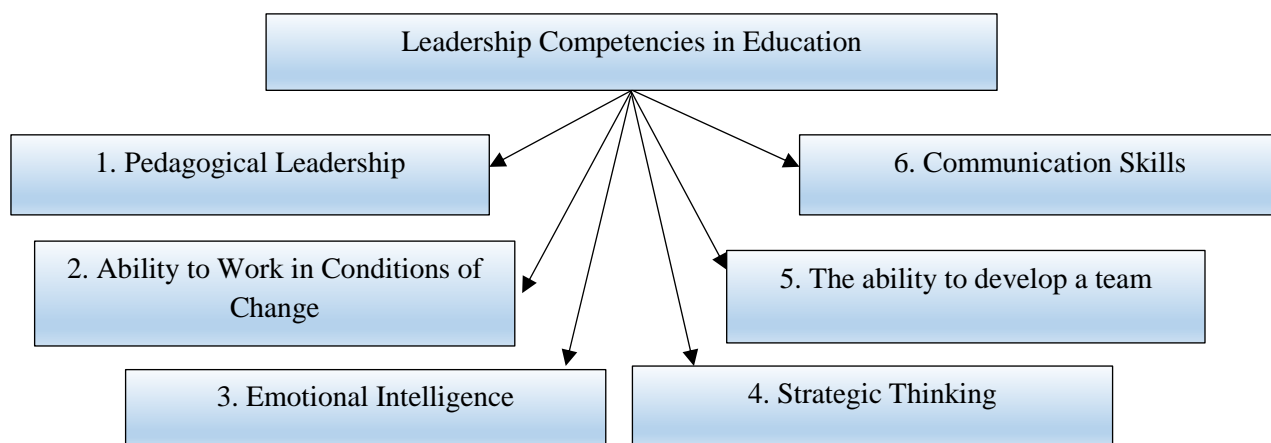 Leadership Competencies in Education
1. Pedagogical Leadership
6. Communication Skills
2. Ability to Work in Conditions of
Change
5. The ability to develop a team
3. Emotional Intelligence
4. Strategic Thinking